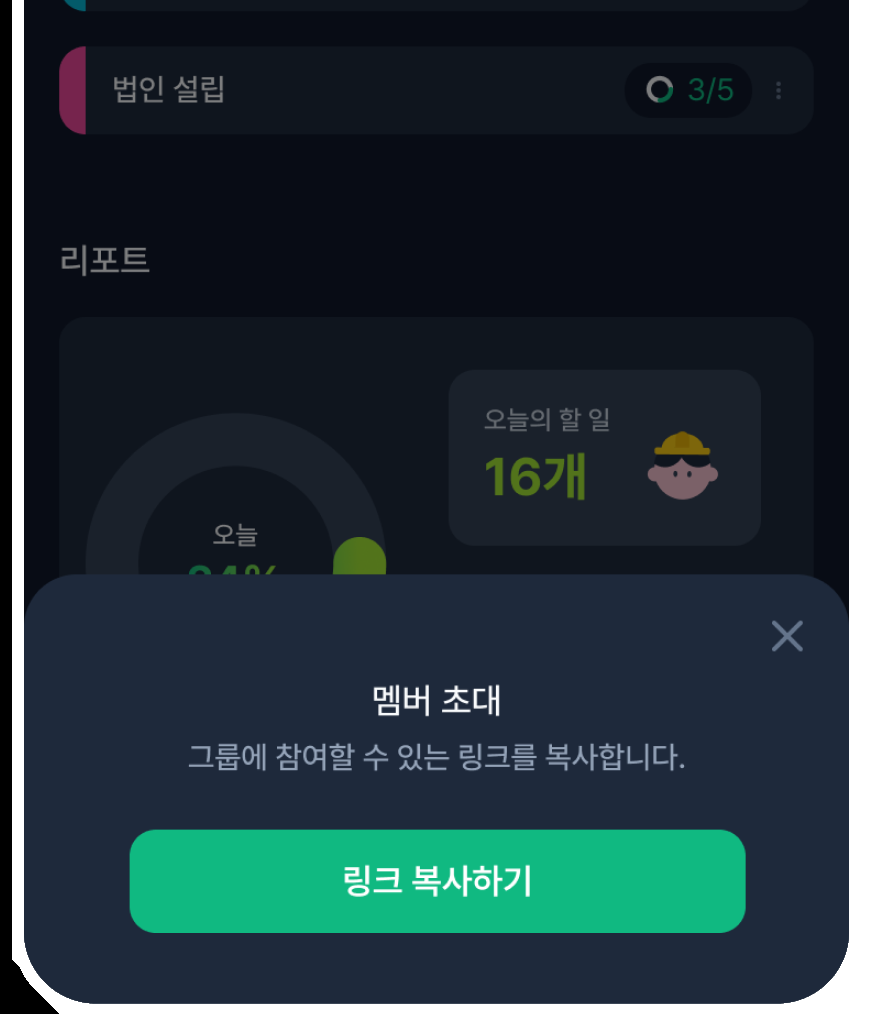 법인 설립
3/5
리포트
오늘의 할 일
16개
오늘
멤버 초대
그룹에 참여할 수 있는 링크를 복사합니다.
링크 복사하기